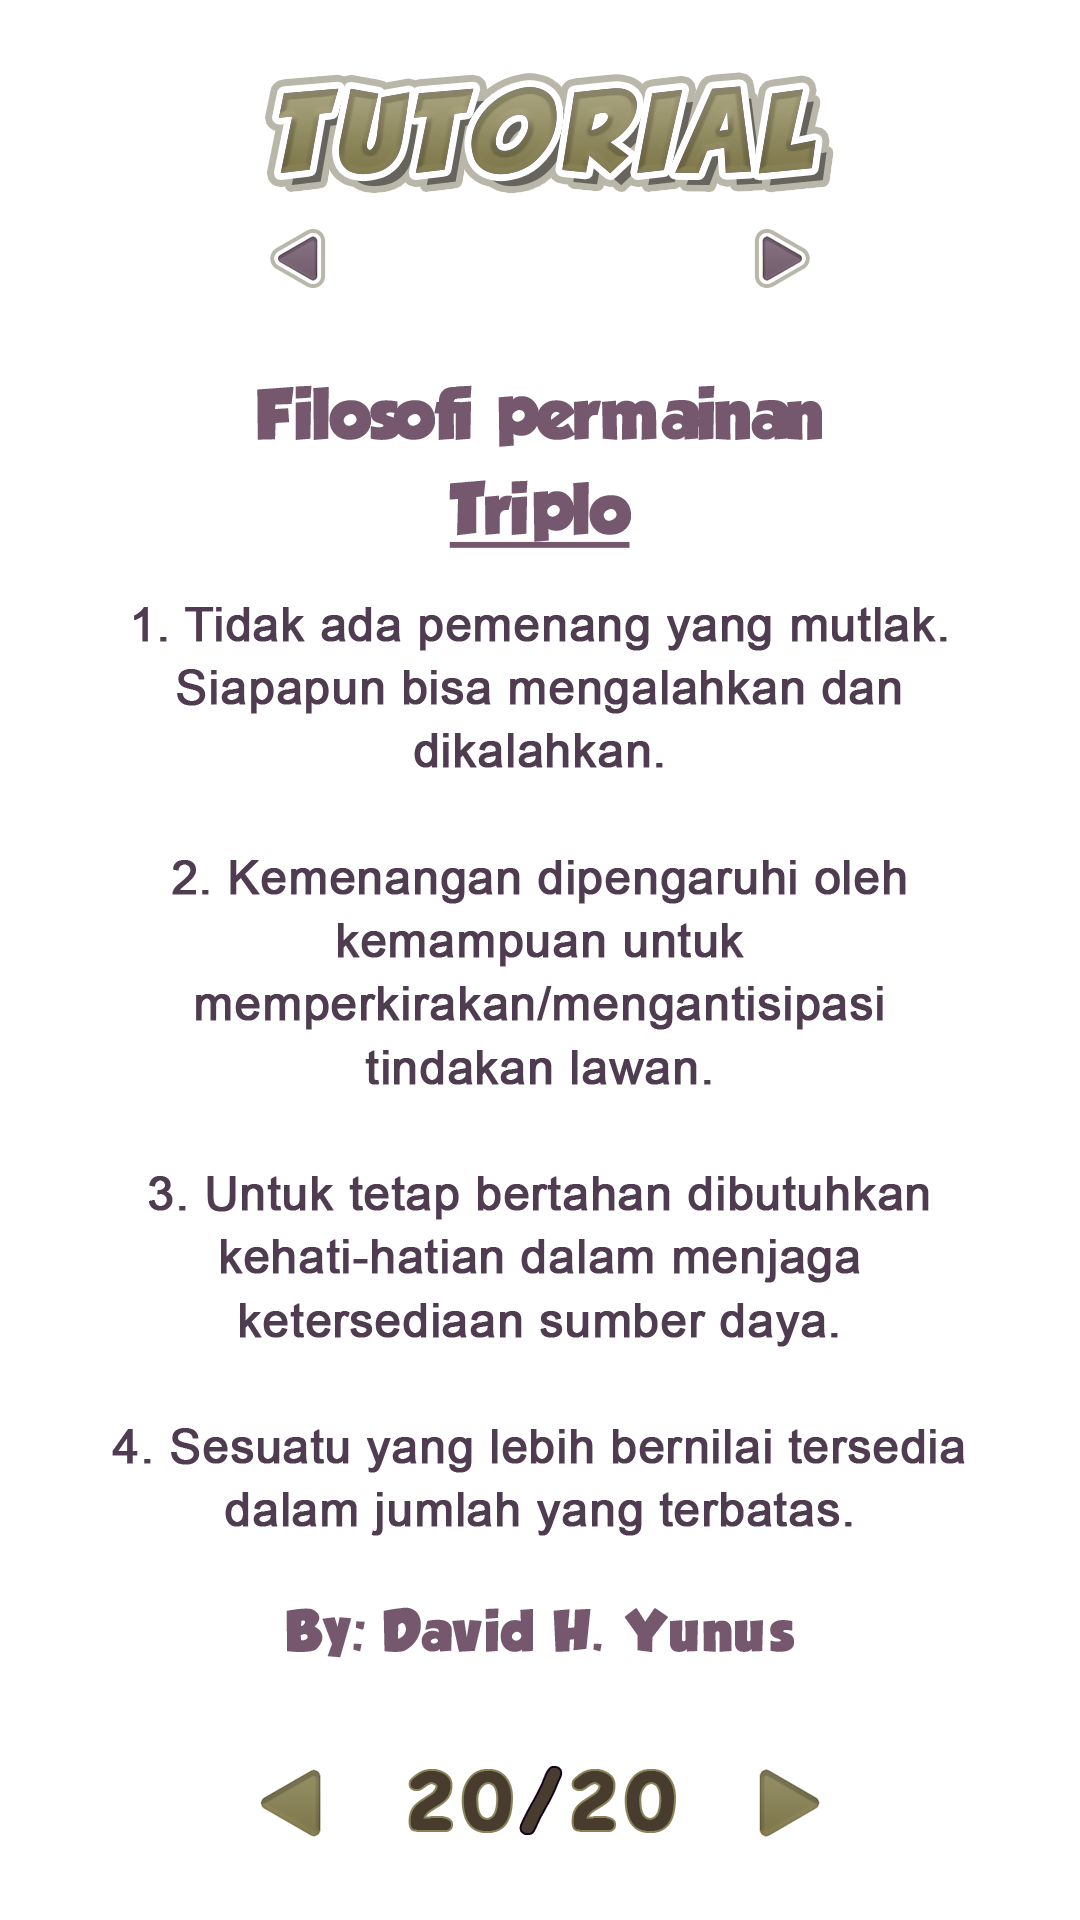 TUTORIAL
Filosofi permainan
Triplo
1. Tidak ada pemenang yang mutlak.
Siapapun bisa mengalahkan dan
dikalahkan.
2. Kemenangan dipengaruhi oleh
kemampuan untuk
memperkirakan/mengantisipasi
tindakan lawan.
3. Untuk tetap bertahan dibutuhkan
kehati-hatian dalam menjaga
ketersediaan sumber daya.
4. Sesuatu yang lebih bernilai tersedia
dalam jumlah yang terbatas.
By: David H. Yunus
20/20